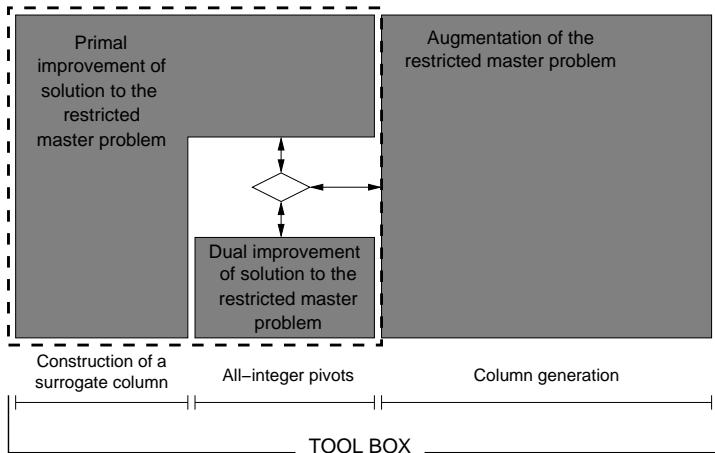 Primal
improvement of
solution to the
restricted
master problem
Augmentation of the
restricted master problem
Dual improvement
of solution to the
restricted master
problem
Construction of a
surrogate column
All−integer pivots
Column generation
TOOL BOX